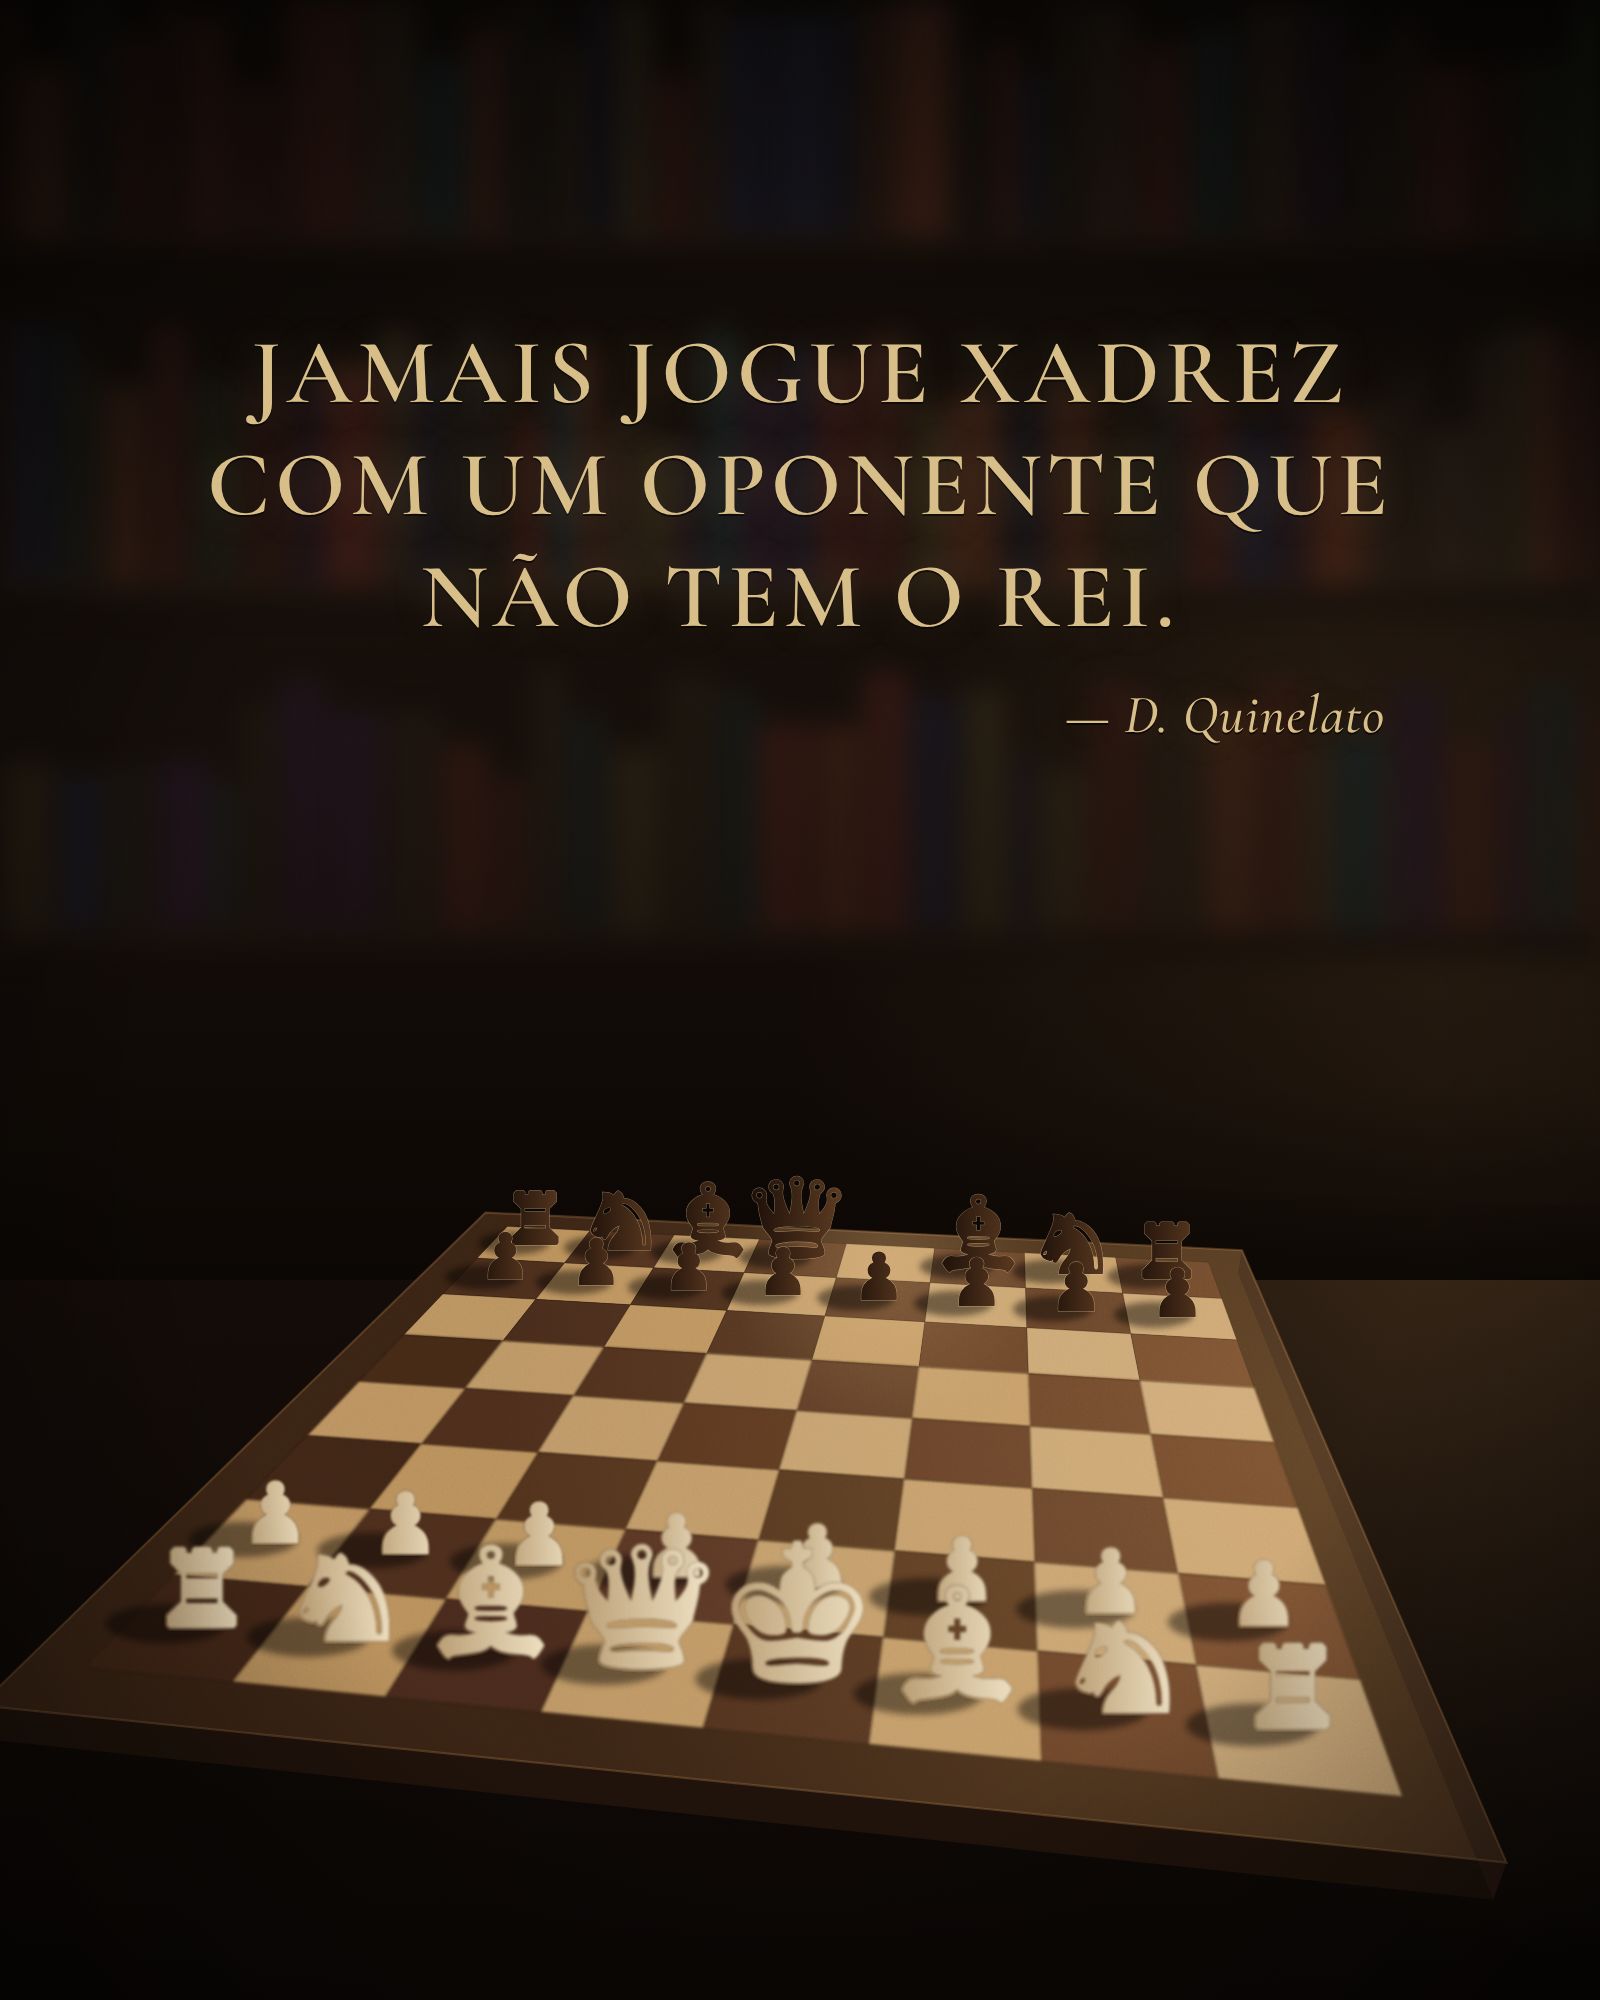 JAMAIS JOGUE XADREZ
COM UM OPONENTE QUE
NÃO TEM O REI.
— D. Quinelato